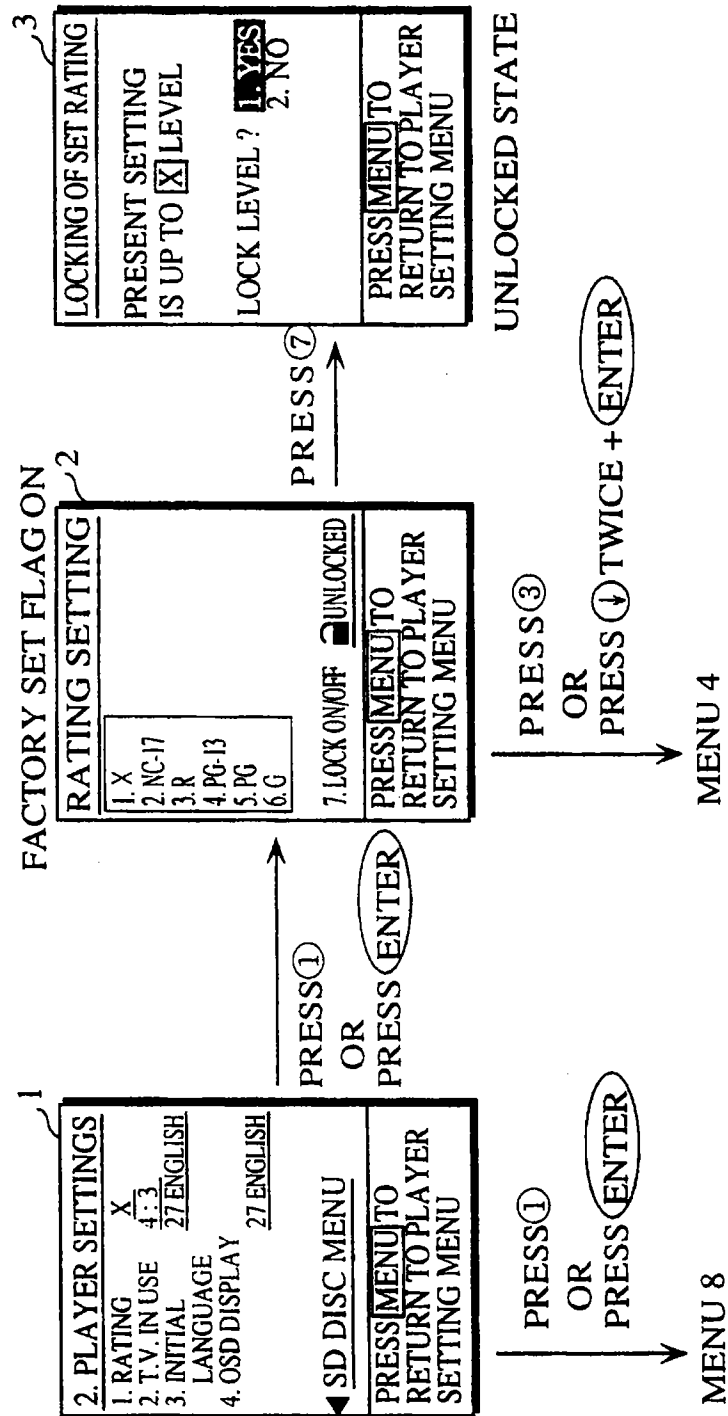 1
2. PLAYER SETTINGS
1. RATING X
2. T.V. IN USE 4 : 3
3. INITIAL 27 ENGLISH
LANGUAGE
4. OSD DISPLAY 27 ENGLISH
◀ SD DISC MENU
PRESS MENU TO
RETURN TO PLAYER
SETTING MENU
PRESS ①
OR
PRESS ENTER
MENU 8
PRESS ①
OR
PRESS ENTER
FACTORY SET FLAG ON
2
RATING SETTING
1. X
2. NC-17
3. R
4. PG-13
5. PG
6. G
7. LOCK ON/OFF UNLOCKED
PRESS MENU TO
RETURN TO PLAYER
SETTING MENU
PRESS ③
OR
PRESS ↓ TWICE + ENTER
MENU 4
PRESS ⑦
3
LOCKING OF SET RATING
PRESENT SETTING
IS UP TO X LEVEL
LOCK LEVEL ? 1. YES
2. NO
PRESS MENU TO
RETURN TO PLAYER
SETTING MENU
UNLOCKED STATE